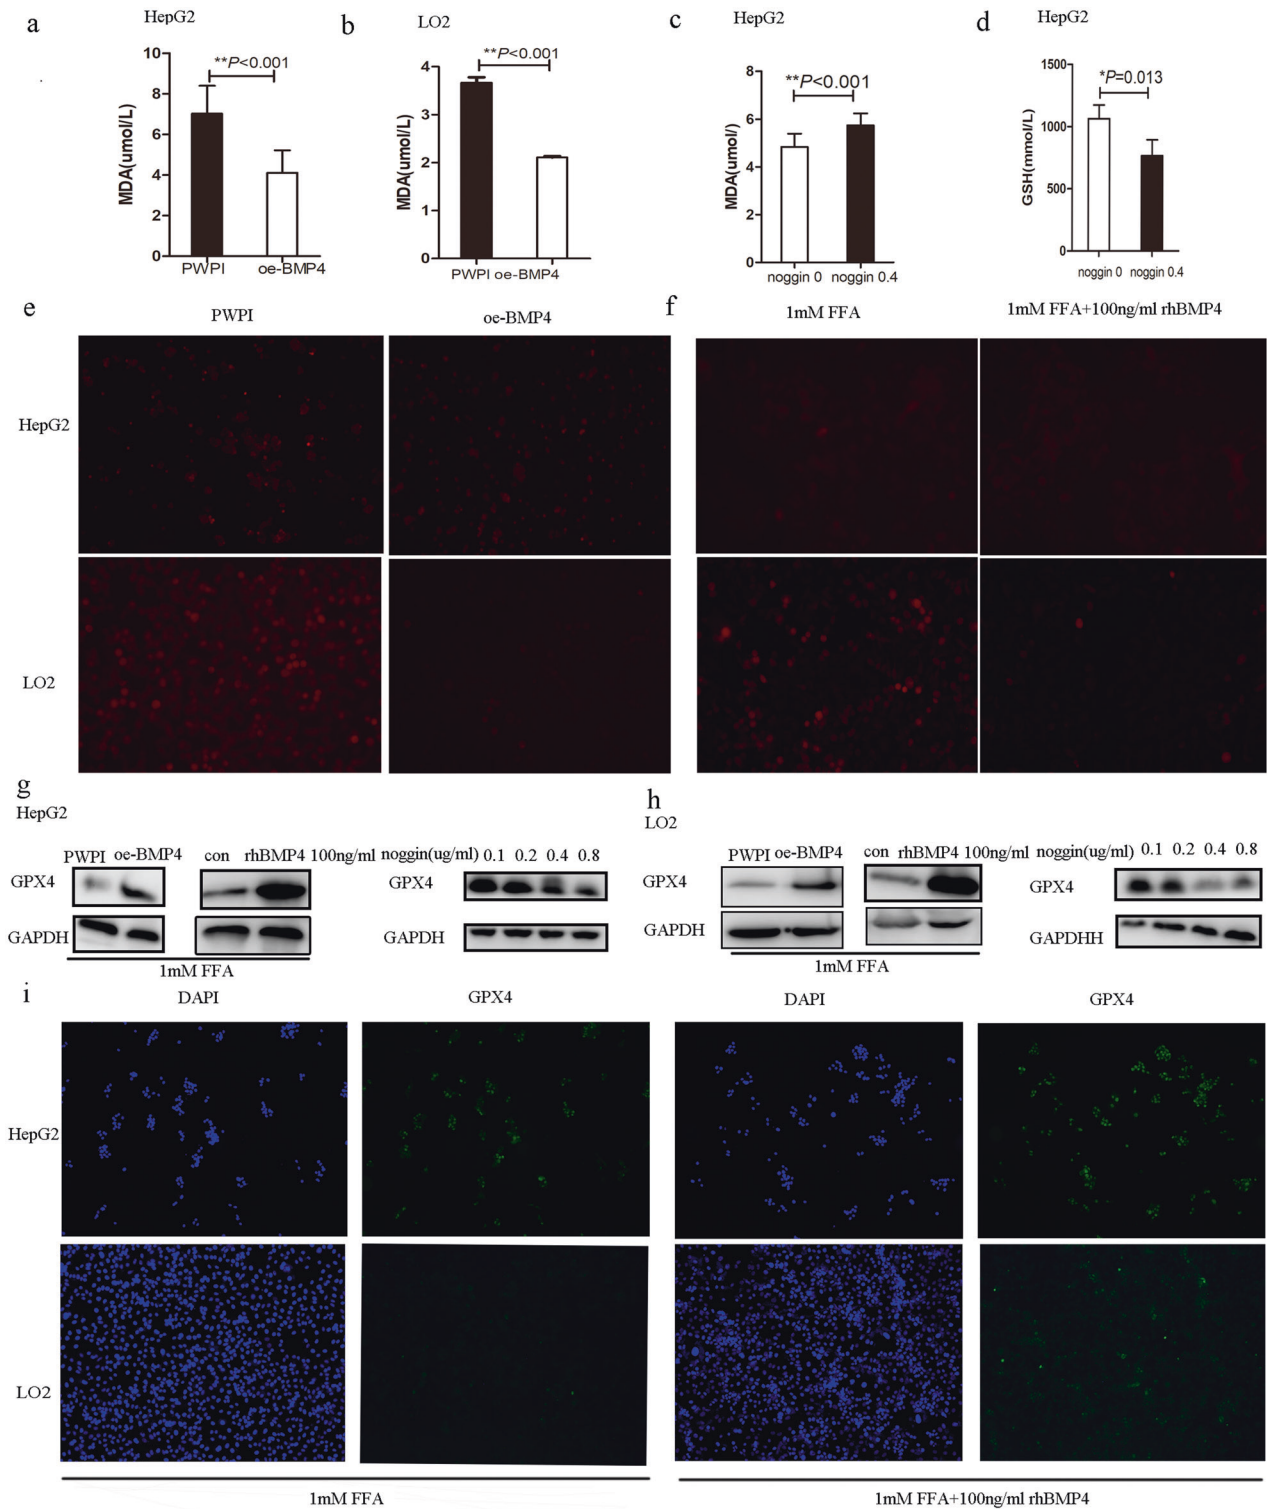 a
HepG2
**P<0.001
MDA(umol/L)
10
8
6
4
2
0
PWPI
oe-BMP4
b
LO2
**P<0.001
MDA(umol/L)
4
3
2
1
0
PWPI oe-BMP4
c
HepG2
**P<0.001
MDA(umol/)
8
6
4
2
0
noggin 0
noggin 0.4
d
HepG2
*P=0.013
GSH(mmol/L)
1500
1000
500
0
noggin 0
noggin 0.4
e
PWPI
oe-BMP4
HepG2
LO2
f
1mM FFA
1mM FFA+100ng/ml rhBMP4
g
HepG2
PWPI oe-BMP4
con rhBMP4 100ng/ml
noggin(ug/ml) 0.1 0.2 0.4 0.8
GPX4
GPX4
GAPDH
GAPDH
1mM FFA
h
LO2
PWPI oe-BMP4
con rhBMP4 100ng/ml
noggin(ug/ml) 0.1 0.2 0.4 0.8
GPX4
GPX4
GAPDH
GAPDHH
1mM FFA
i
DAPI
GPX4
DAPI
GPX4
HepG2
LO2
1mM FFA
1mM FFA+100ng/ml rhBMP4